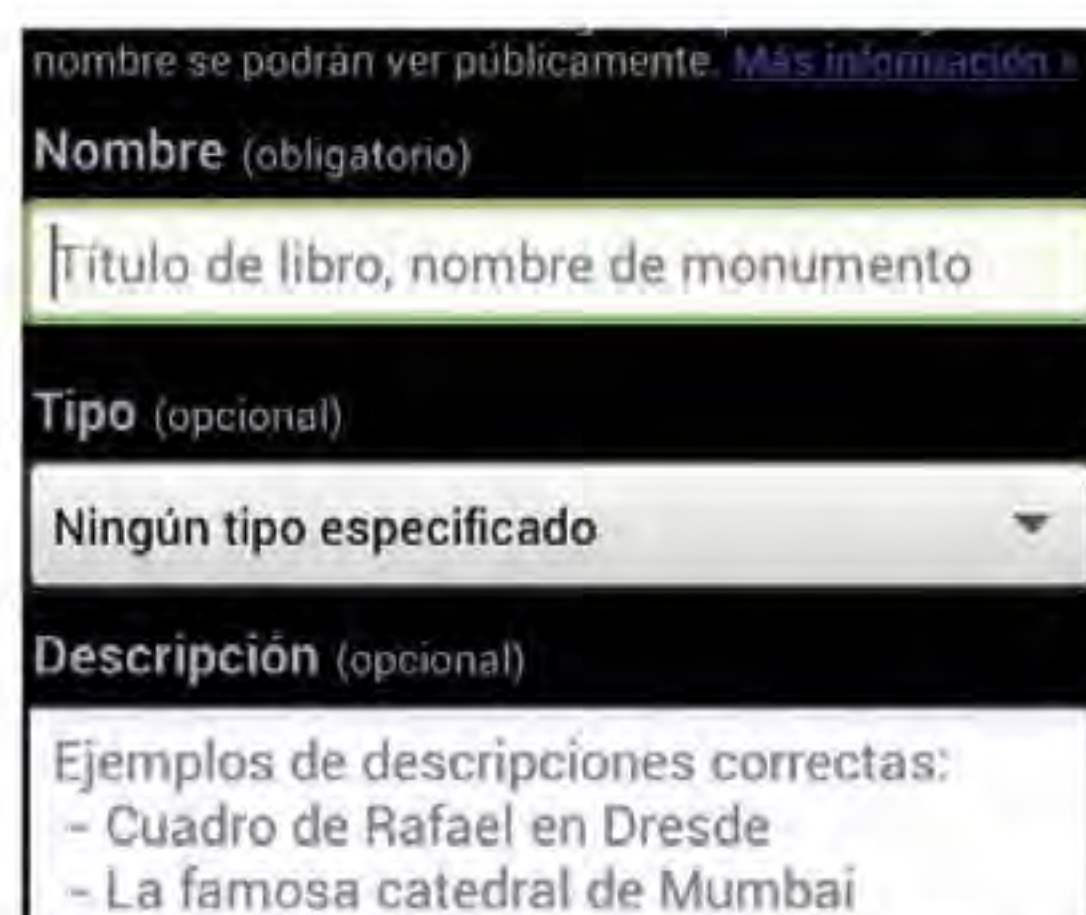 nombre se podrán ver públicamente. Más información »
Nombre (obligatorio)
Título de libro, nombre de monumento
Tipo (opcional)
Ningún tipo especificado
Descripción (opcional)
Ejemplos de descripciones correctas:
- Cuadro de Rafael en Dresde
- La famosa catedral de Mumbai